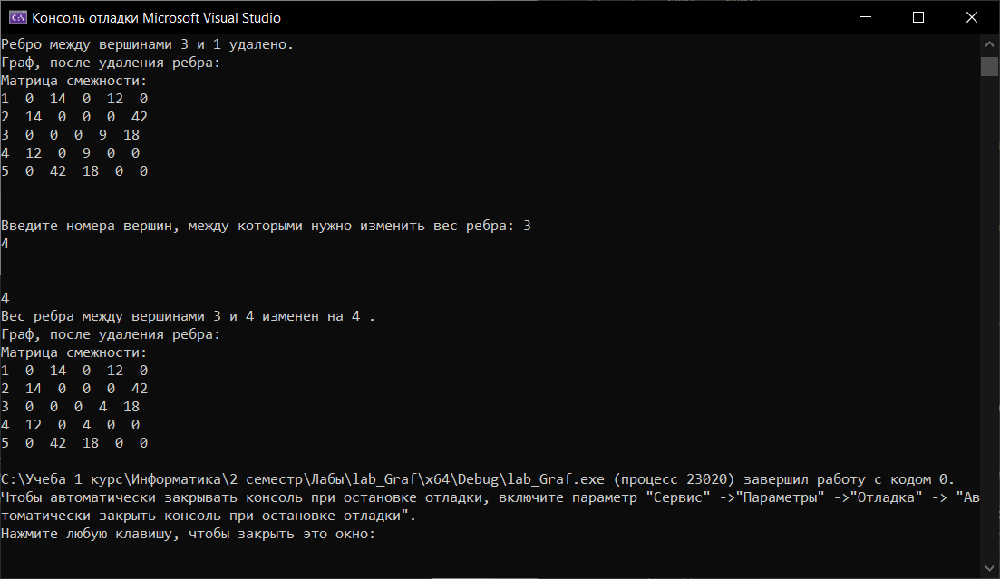 Консоль отладки Microsoft Visual Studio
Ребро между вершинами 3 и 1 удалено.
Граф, после удаления ребра:
Матрица смежности:
1  0  14  0  12  0
2  14  0  0  0  42
3  0  0  0  9  18
4  12  0  9  0  0
5  0  42  18  0  0
Введите номера вершин, между которыми нужно изменить вес ребра: 3
4
4
Вес ребра между вершинами 3 и 4 изменен на 4 .
Граф, после удаления ребра:
Матрица смежности:
1  0  14  0  12  0
2  14  0  0  0  42
3  0  0  0  4  18
4  12  0  4  0  0
5  0  42  18  0  0
C:\Учеба 1 курс\Информатика\2 семестр\Лабы\lab_Graf\x64\Debug\lab_Graf.exe (процесс 23020) завершил работу с кодом 0.
Чтобы автоматически закрывать консоль при остановке отладки, включите параметр "Сервис" ->"Параметры" ->"Отладка" -> "Ав
томатически закрыть консоль при остановке отладки".
Нажмите любую клавишу, чтобы закрыть это окно: